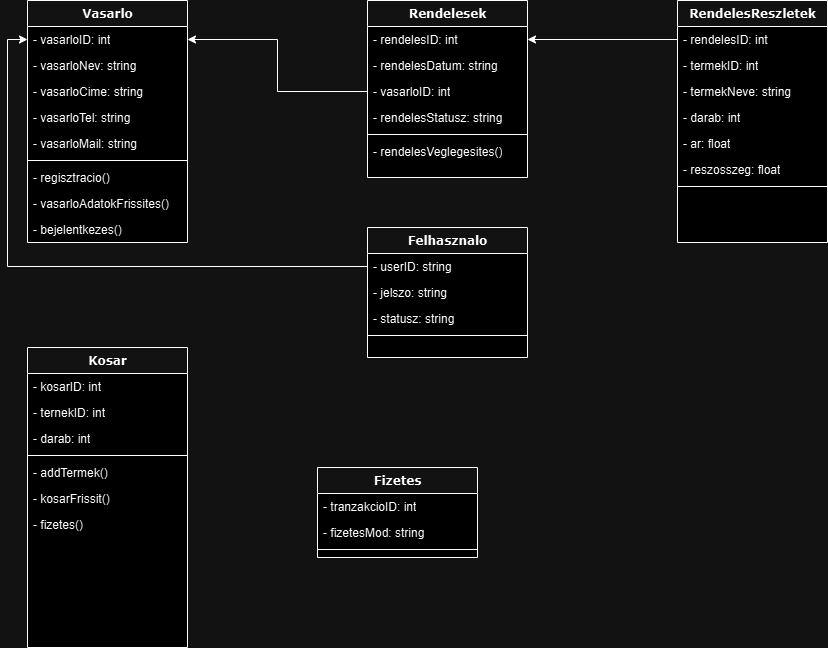 Vasarlo
- vasarloID: int
- vasarloNev: string
- vasarloCime: string
- vasarloTel: string
- vasarloMail: string
- regisztracio()
- vasarloAdatokFrissites()
- bejelentkezes()
Rendelesek
- rendelesID: int
- rendelesDatum: string
- vasarloID: int
- rendelesStatusz: string
- rendelesVeglegesites()
RendelesReszletek
- rendelesID: int
- termekID: int
- termekNeve: string
- darab: int
- ar: float
- reszosszeg: float
Felhasznalo
- userID: string
- jelszo: string
- statusz: string
Kosar
- kosarID: int
- ternekID: int
- darab: int
- addTermek()
- kosarFrissit()
- fizetes()
Fizetes
- tranzakcioID: int
- fizetesMod: string